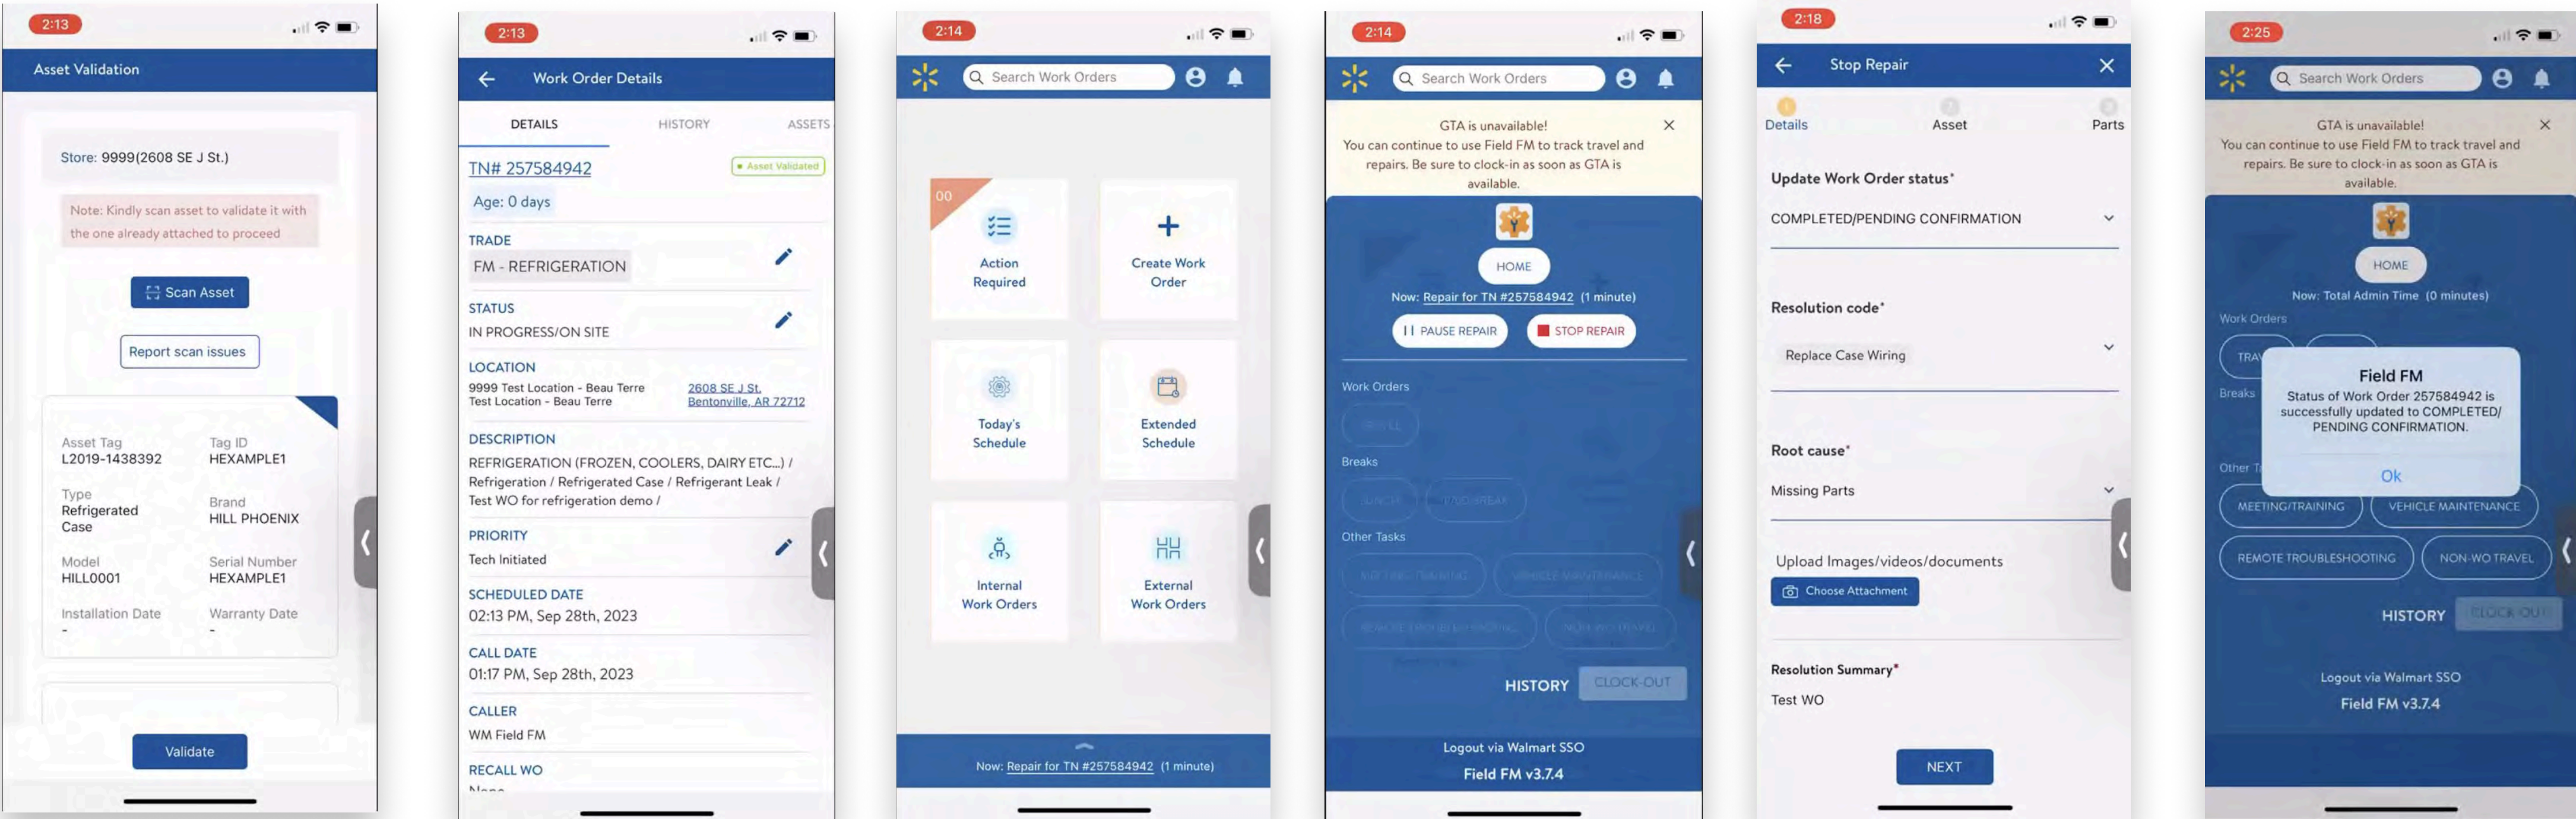 2:13
Asset Validation
Store: 9999(2608 SE J St.)
Note: Kindly scan asset to validate it with
the one already attached to proceed
Scan Asset
Report scan issues
Asset Tag
L2019-1438392
Tag ID
HEXAMPLE1
Type
Refrigerated
Case
Brand
HILL PHOENIX
Model
HILL0001
Serial Number
HEXAMPLE1
Installation Date
-
Warranty Date
-
Validate
2:13
Work Order Details
DETAILS
HISTORY
ASSETS
TN# 257584942
Asset Validated
Age: 0 days
TRADE
FM - REFRIGERATION
STATUS
IN PROGRESS/ON SITE
LOCATION
9999 Test Location - Beau Terre
Test Location - Beau Terre
2608 SE J St,
Bentonville, AR 72712
DESCRIPTION
REFRIGERATION (FROZEN, COOLERS, DAIRY ETC...) /
Refrigeration / Refrigerated Case / Refrigerant Leak /
Test WO for refrigeration demo /
PRIORITY
Tech Initiated
SCHEDULED DATE
02:13 PM, Sep 28th, 2023
CALL DATE
01:17 PM, Sep 28th, 2023
CALLER
WM Field FM
RECALL WO
None
2:14
Search Work Orders
00
Action
Required
Create Work
Order
Today's
Schedule
Extended
Schedule
Internal
Work Orders
External
Work Orders
Now: Repair for TN #257584942 (1 minute)
2:14
Search Work Orders
GTA is unavailable!
You can continue to use Field FM to track travel and
repairs. Be sure to clock-in as soon as GTA is
available.
HOME
Now: Repair for TN #257584942 (1 minute)
PAUSE REPAIR
STOP REPAIR
Work Orders
Breaks
Other Tasks
MEETING/TRAINING
VEHICLE MAINTENANCE
REMOTE TROUBLESHOOTING
NON-WO TRAVEL
HISTORY
CLOCK-OUT
Logout via Walmart SSO
Field FM v3.7.4
2:18
Stop Repair
1
Details
Asset
Parts
Update Work Order status*
COMPLETED/PENDING CONFIRMATION
Resolution code*
Replace Case Wiring
Root cause*
Missing Parts
Upload Images/videos/documents
Choose Attachment
Resolution Summary*
Test WO
NEXT
2:25
Search Work Orders
GTA is unavailable!
You can continue to use Field FM to track travel and
repairs. Be sure to clock-in as soon as GTA is
available.
HOME
Now: Total Admin Time (0 minutes)
Work Orders
TRAV
Breaks
Field FM
Status of Work Order 257584942 is
successfully updated to COMPLETED/
PENDING CONFIRMATION.
Ok
Other T
MEETING/TRAINING
VEHICLE MAINTENANCE
REMOTE TROUBLESHOOTING
NON-WO TRAVEL
HISTORY
CLOCK OUT
Logout via Walmart SSO
Field FM v3.7.4